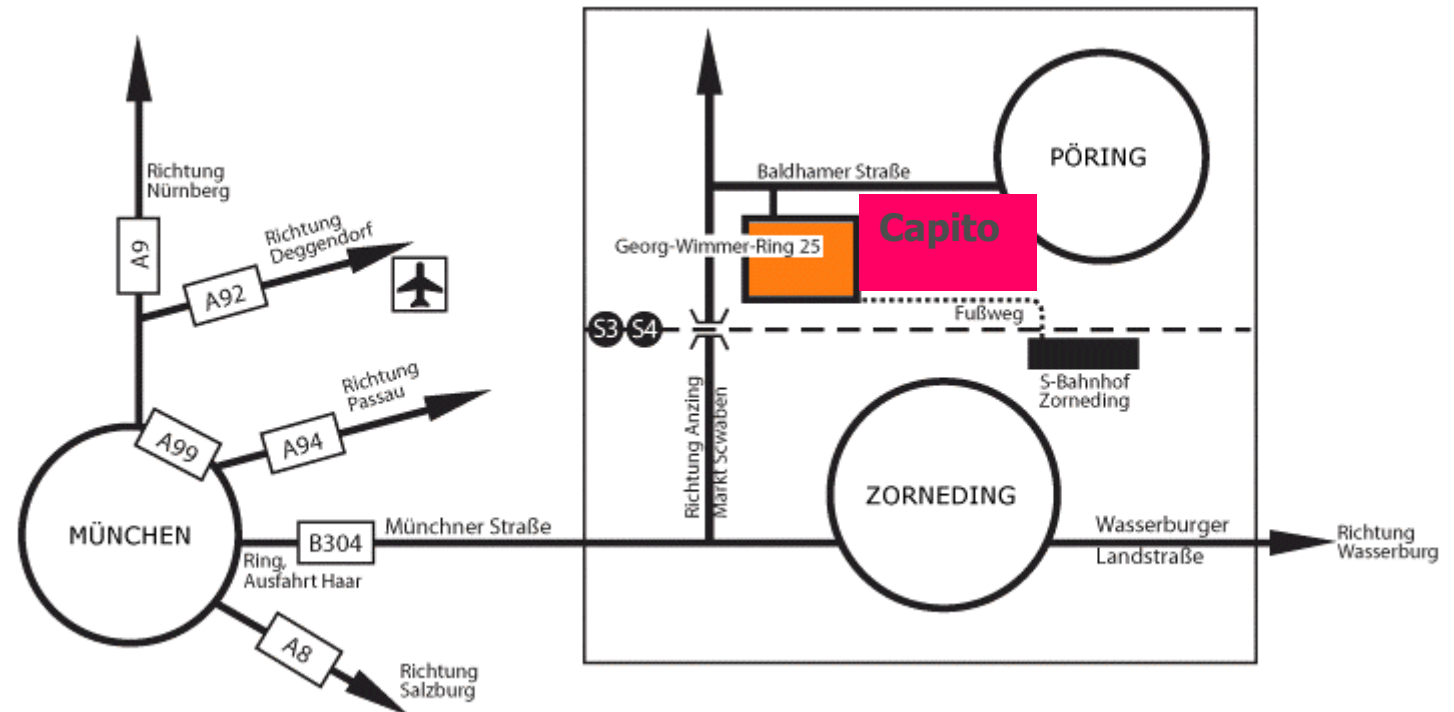 Richtung
Nürnberg
A9
Richtung
Deggendorf
A92
Richtung
Passau
A99
A94
MÜNCHEN
B304
Münchner Straße
Ring,
Ausfahrt Haar
A8
Richtung
Salzburg
PÖRING
Baldhamer Straße
Capito
Georg-Wimmer-Ring 25
Fußweg
S3 S4
S-Bahnhof
Zorneding
Richtung Anzing
Markt Scwaben
ZORNEDING
Wasserburger
Landstraße
Richtung
Wasserburg